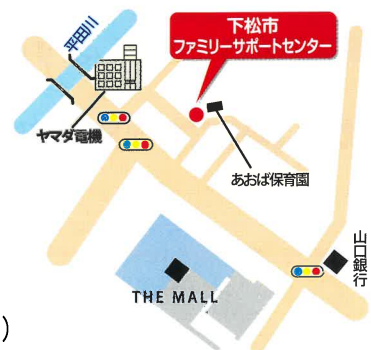 下松市
ファミリーサポートセンター
平田川
ヤマダ電機
あおば保育園
山口銀行
THE MALL
)